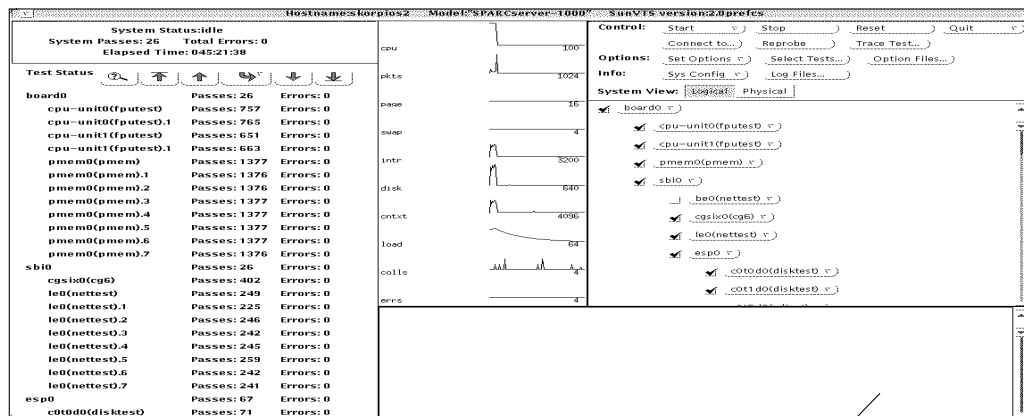 Hostname:skorpios2 Model:"SPARCserver-1000" SunVTS version:2.0prefcs
System Status:idle
System Passes: 26 Total Errors: 0
Elapsed Time: 045:21:38
Test Status
board0 Passes: 26 Errors: 0
cpu-unit0(fputest) Passes: 757 Errors: 0
cpu-unit0(fputest).1 Passes: 765 Errors: 0
cpu-unit1(fputest) Passes: 651 Errors: 0
cpu-unit1(fputest).1 Passes: 663 Errors: 0
pmem0(pmem) Passes: 1377 Errors: 0
pmem0(pmem).1 Passes: 1376 Errors: 0
pmem0(pmem).2 Passes: 1376 Errors: 0
pmem0(pmem).3 Passes: 1377 Errors: 0
pmem0(pmem).4 Passes: 1377 Errors: 0
pmem0(pmem).5 Passes: 1377 Errors: 0
pmem0(pmem).6 Passes: 1377 Errors: 0
pmem0(pmem).7 Passes: 1376 Errors: 0
sbi0 Passes: 26 Errors: 0
cgsix0(cg6) Passes: 402 Errors: 0
le0(nettest) Passes: 249 Errors: 0
le0(nettest).1 Passes: 225 Errors: 0
le0(nettest).2 Passes: 246 Errors: 0
le0(nettest).3 Passes: 242 Errors: 0
le0(nettest).4 Passes: 245 Errors: 0
le0(nettest).5 Passes: 259 Errors: 0
le0(nettest).6 Passes: 242 Errors: 0
le0(nettest).7 Passes: 241 Errors: 0
esp0 Passes: 67 Errors: 0
c0t0d0(disktest) Passes: 71 Errors: 0
cpu 100
pkts 1024
page 16
swap 4
intr 3200
disk 640
cntxt 4096
load 64
colls 4
errs 4
Control: Start Stop Reset Quit
Connect to... Reprobe Trace Test...
Options: Set Options Select Tests... Option Files...
Info: Sys Config Log Files...
System View: Logical Physical
board0
cpu-unit0(fputest)
cpu-unit1(fputest)
pmem0(pmem)
sbi0
be0(nettest)
cgsix0(cg6)
le0(nettest)
esp0
c0t0d0(disktest)
c0t1d0(disktest)